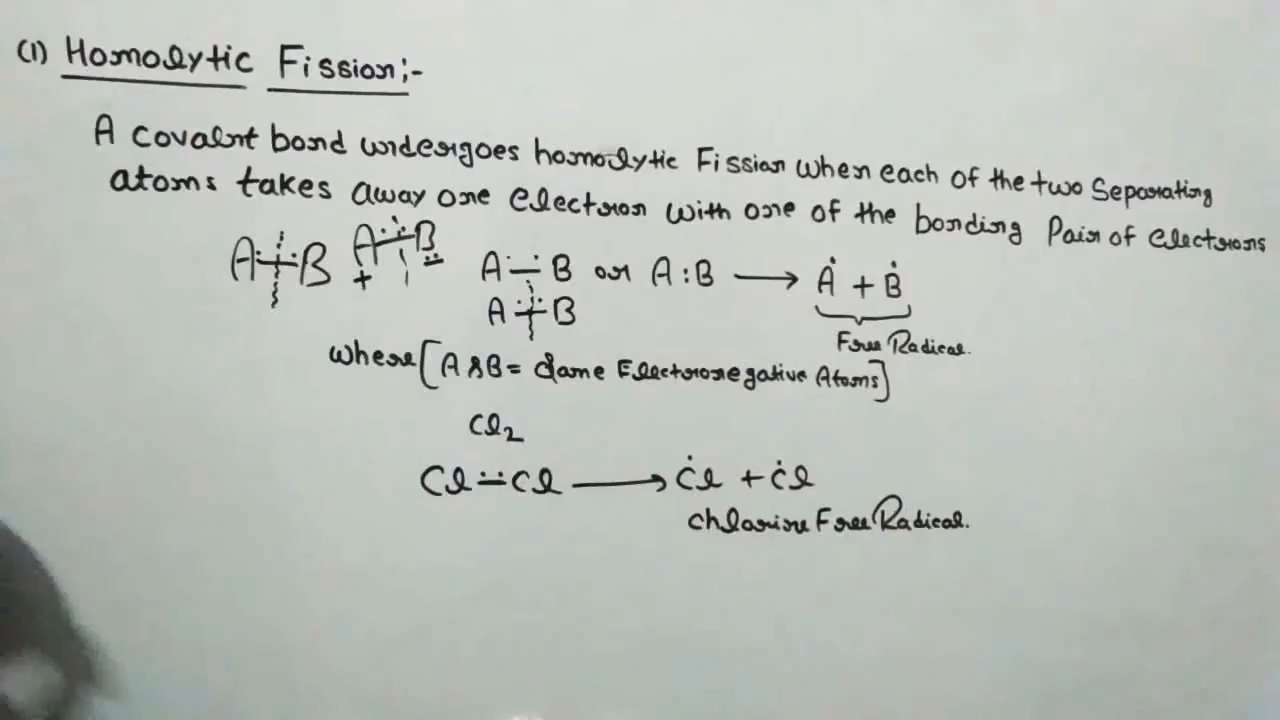 (1) Homolytic Fission:-
A covalent bond undergoes homolytic Fission when each of the two Separating
atoms takes away one electron with one of the bonding Pair of electrons
A—B A—B
+
A—B or A:B ⟶ Ȧ + Ḃ
A—B
Free Radical.
where [A & B = Same Electronegative Atoms]
Cl2
Cl—Cl ⟶ Ċl + Ċl
chlorine Free Radical.